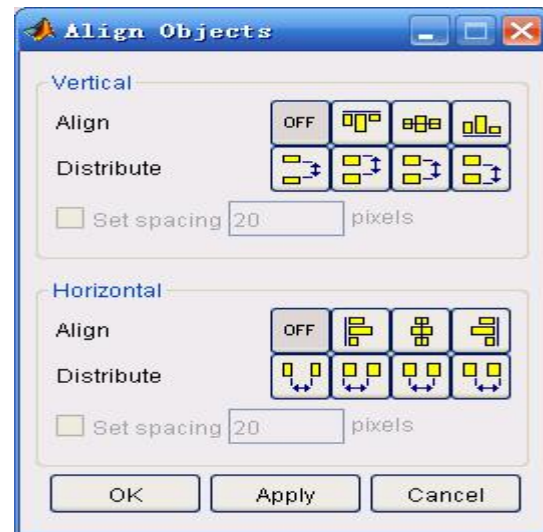 Align Objects
Vertical
Align OFF
Distribute
Set spacing 20 pixels
Horizontal
Align OFF
Distribute
Set spacing 20 pixels
OK Apply Cancel